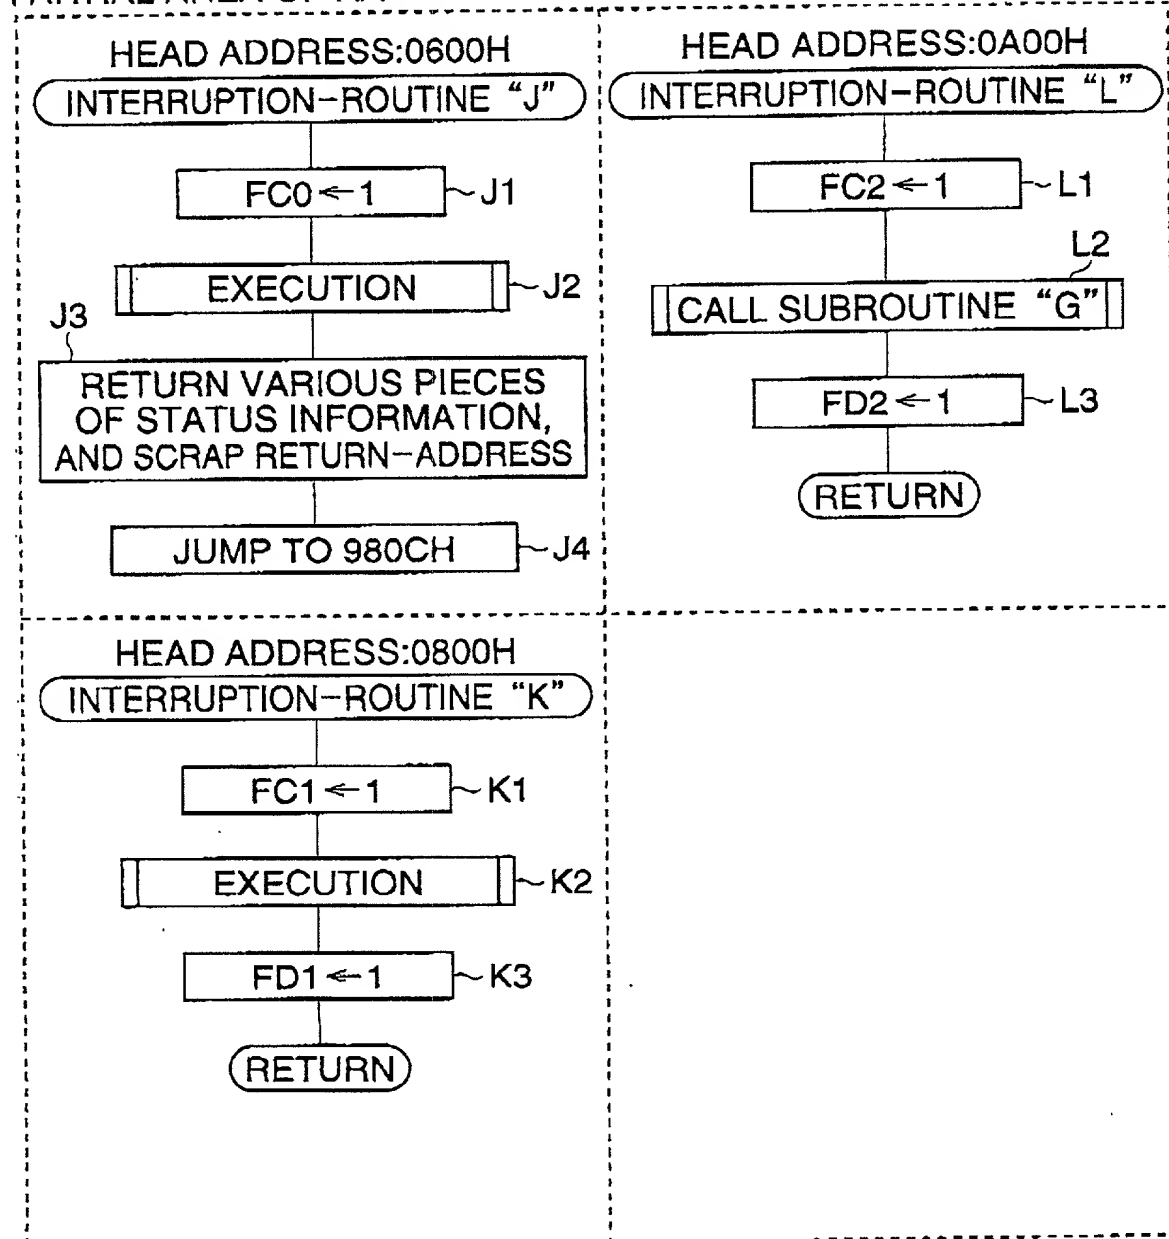 HEAD ADDRESS:0600H
INTERRUPTION-ROUTINE "J"
FC0←1
J1
EXECUTION
J2
J3
RETURN VARIOUS PIECES
OF STATUS INFORMATION,
AND SCRAP RETURN-ADDRESS
JUMP TO 980CH
J4
HEAD ADDRESS:0A00H
INTERRUPTION-ROUTINE "L"
FC2←1
L1
L2
CALL SUBROUTINE "G"
FD2←1
L3
RETURN
HEAD ADDRESS:0800H
INTERRUPTION-ROUTINE "K"
FC1←1
K1
EXECUTION
K2
FD1←1
K3
RETURN